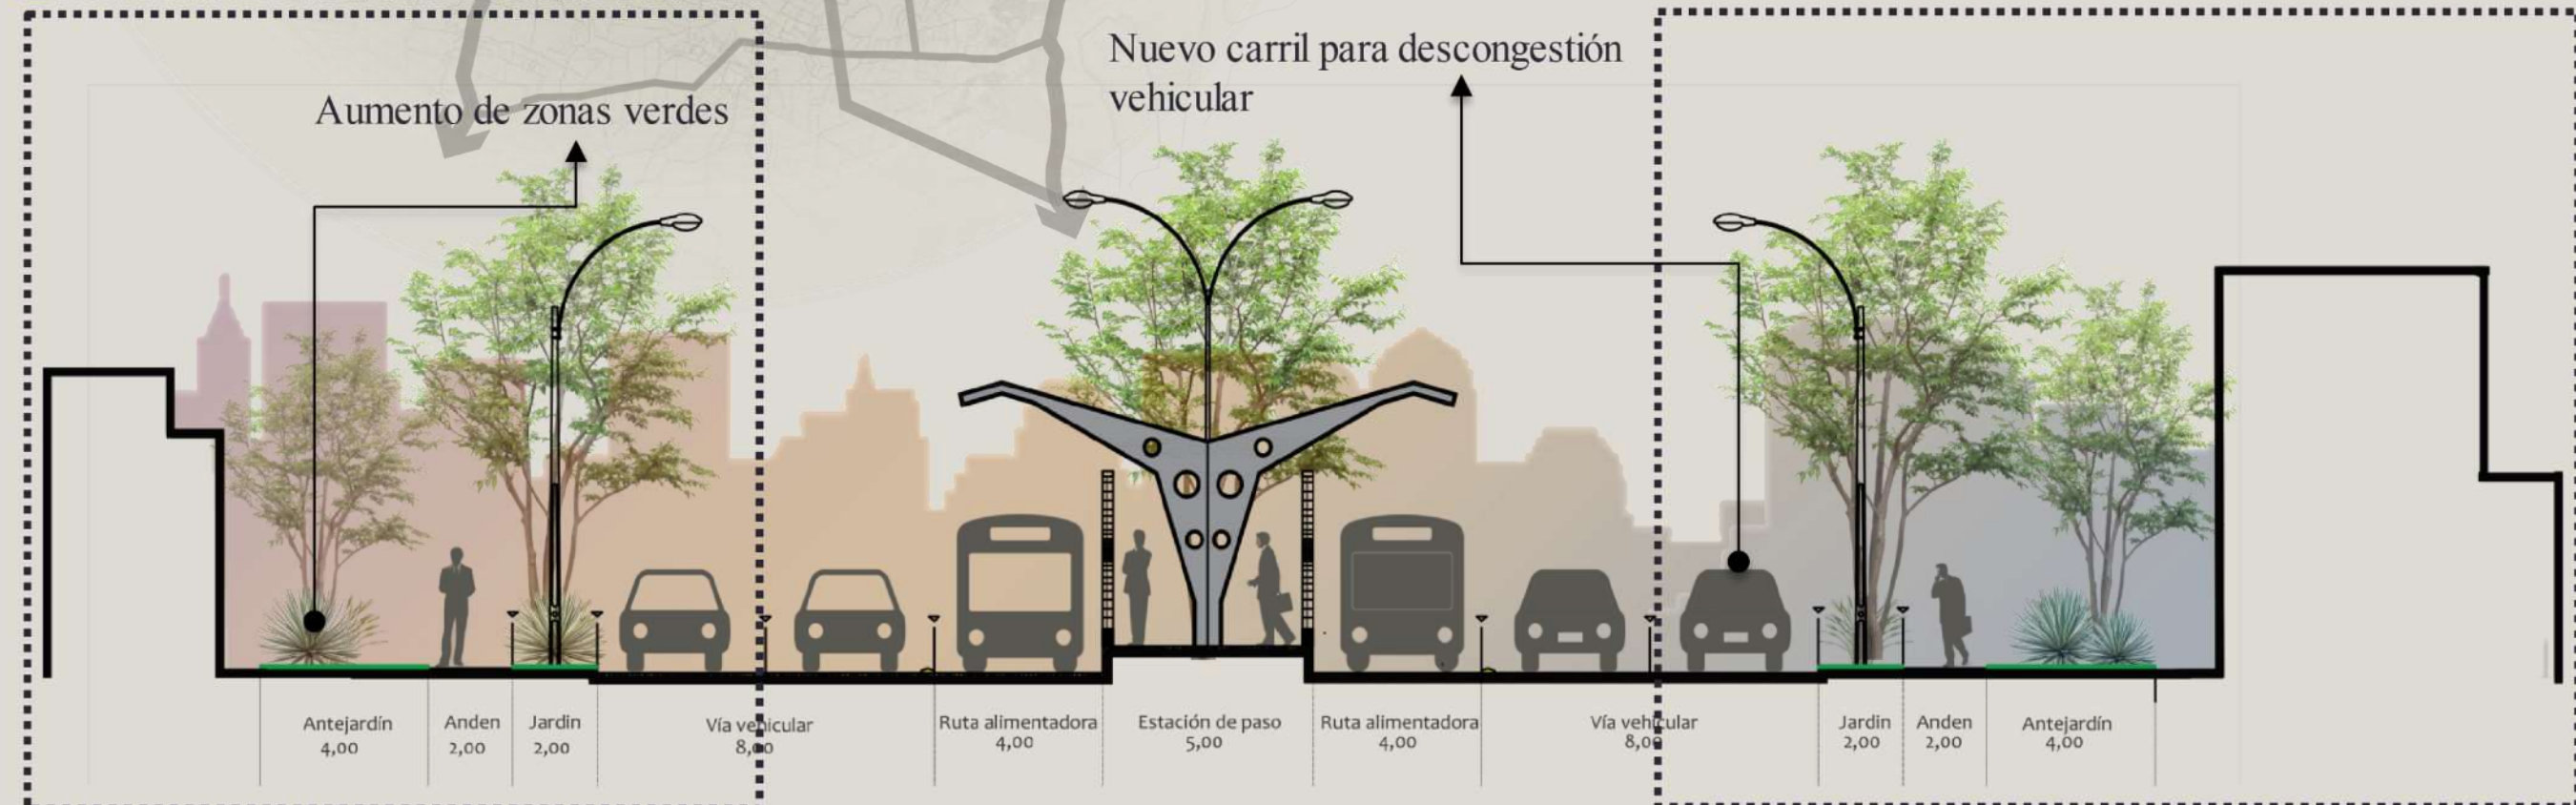 Aumento de zonas verdes
Nuevo carril para descongestión
vehicular
Antejardín
4,00
Anden
2,00
Jardin
2,00
Vía vehicular
8,00
Ruta alimentadora
4,00
Estación de paso
5,00
Ruta alimentadora
4,00
Vía vehicular
8,00
Jardin
2,00
Anden
2,00
Antejardín
4,00